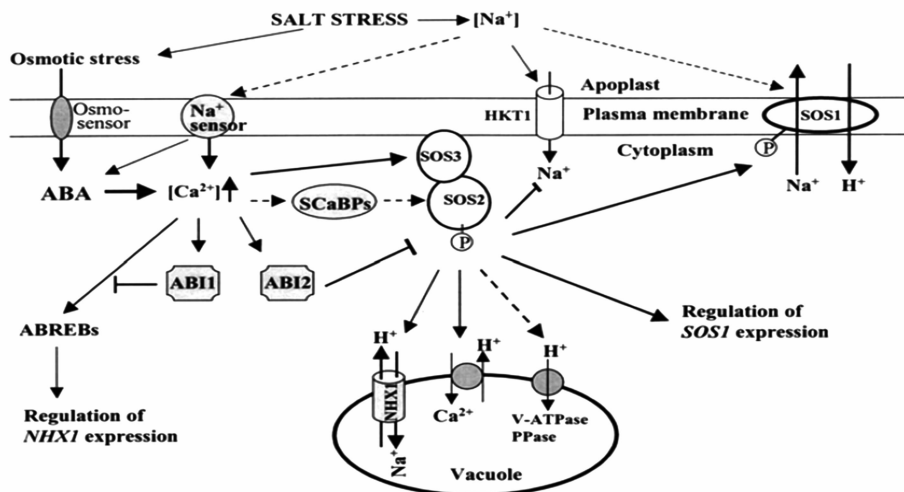 SALT STRESS
[Na⁺]
Osmotic stress
Apoplast
Osmo-
sensor
Na⁺
sensor
HKT1
Plasma membrane
SOS1
SOS3
Cytoplasm
P
ABA
[Ca²⁺]
SCaBPs
SOS2
Na⁺
Na⁺
H⁺
P
ABI1
ABI2
ABREBs
Regulation of
SOS1 expression
H⁺
H⁺
H⁺
NHX1
Ca²⁺
V-ATPase
PPase
Regulation of
NHX1 expression
Na⁺
Vacuole